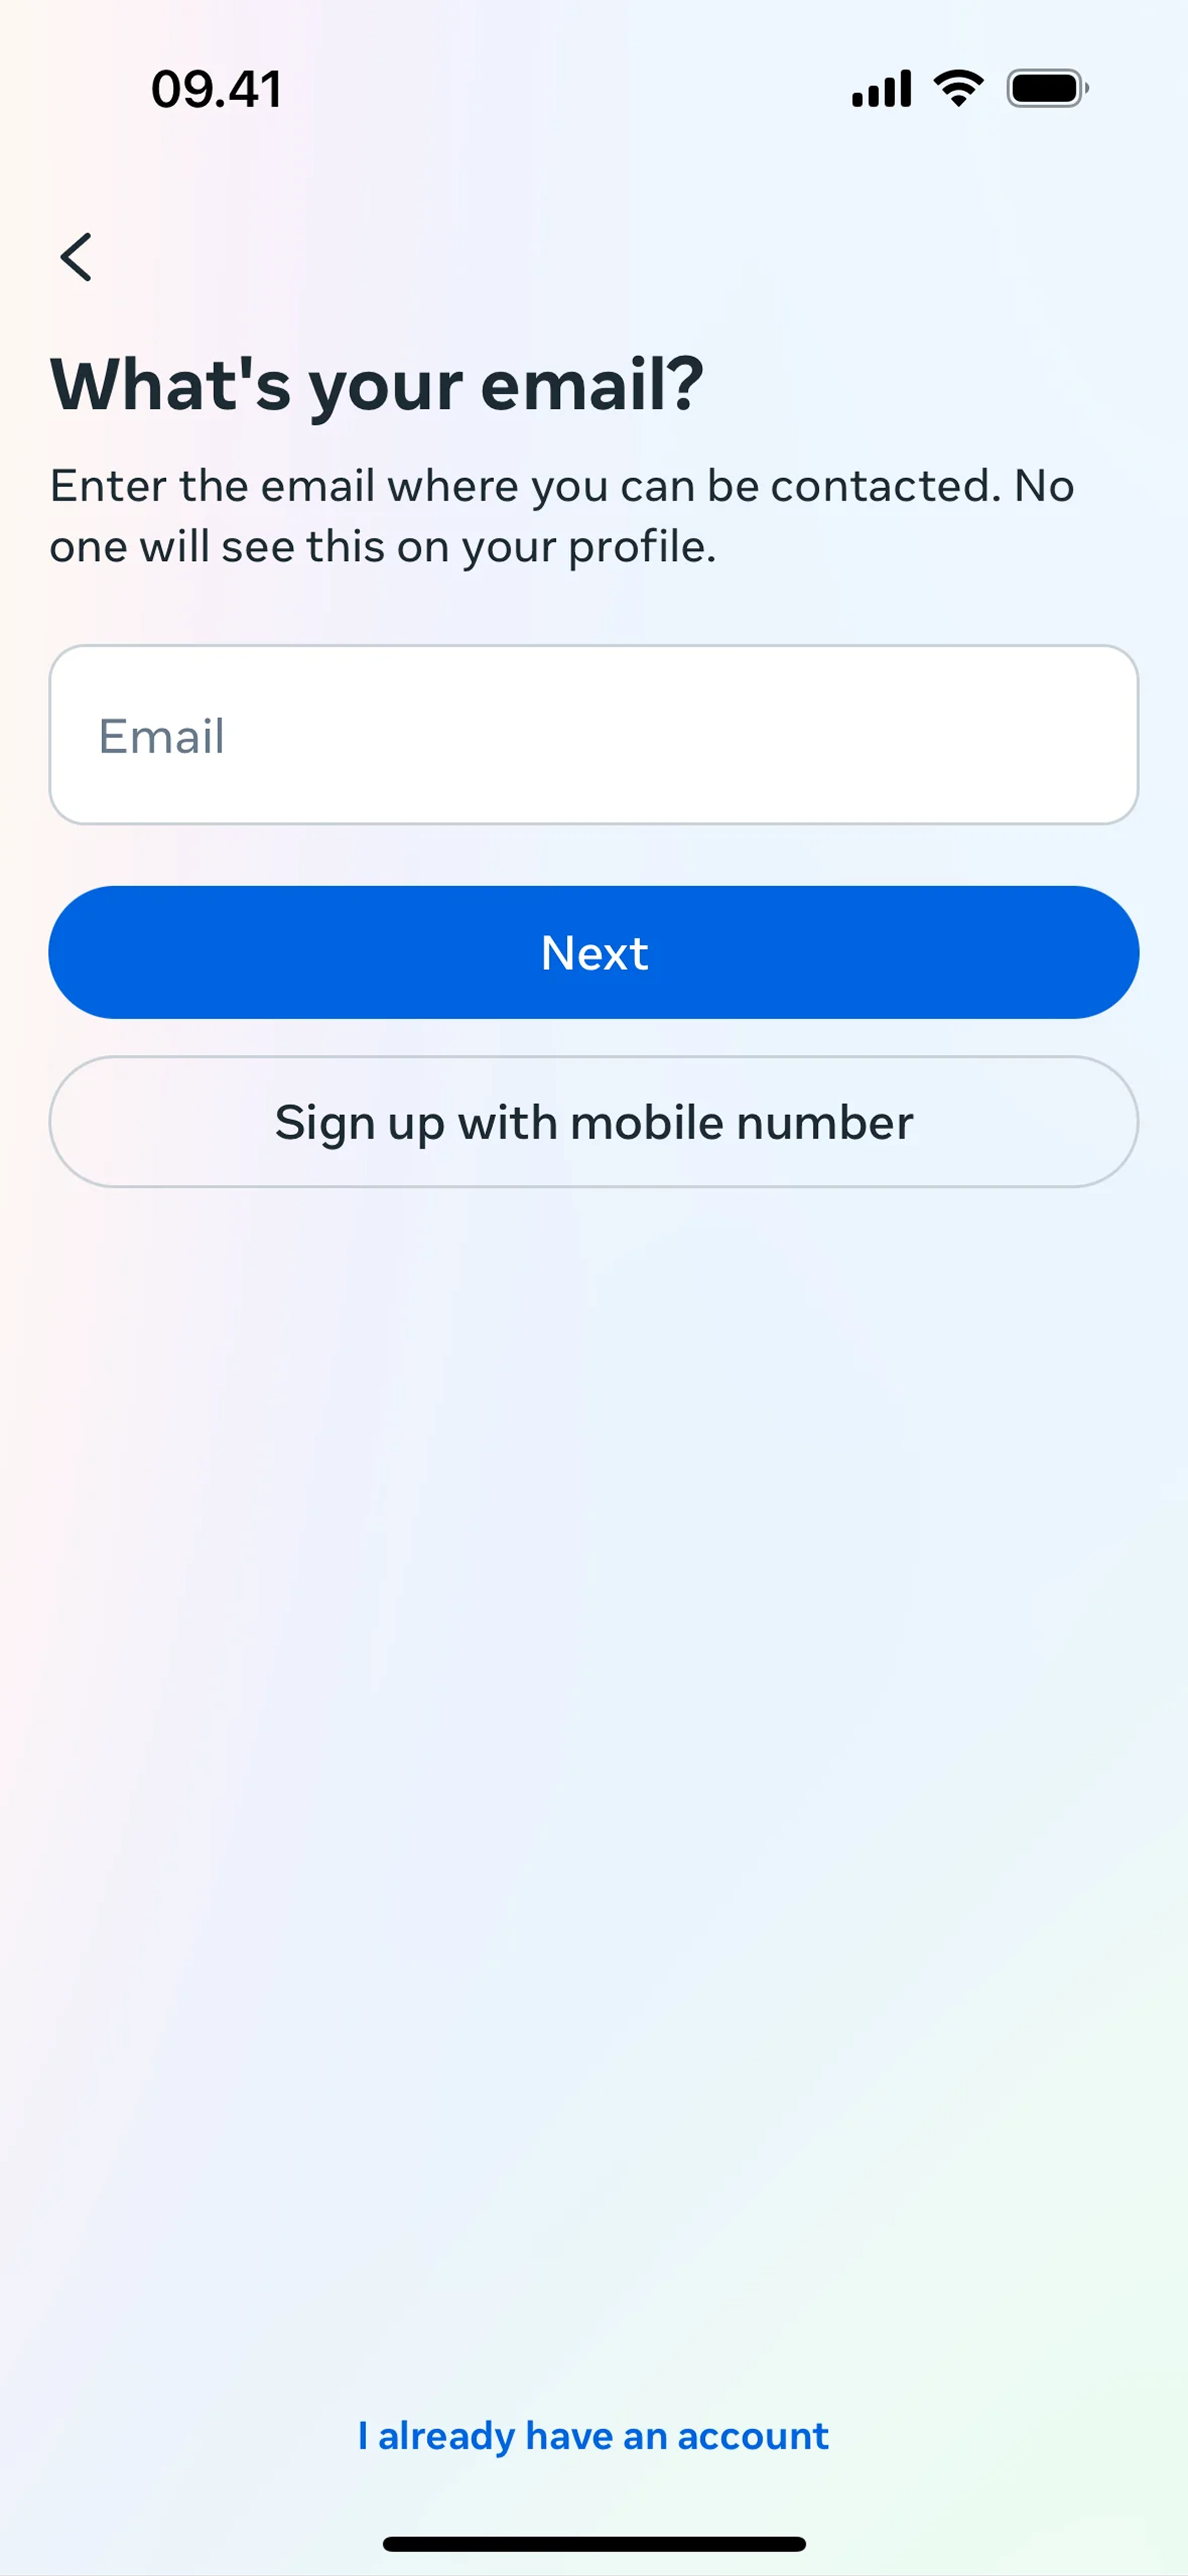 09.41
What's your email?
Enter the email where you can be contacted. No
one will see this on your profile.
Email
Next
Sign up with mobile number
I already have an account